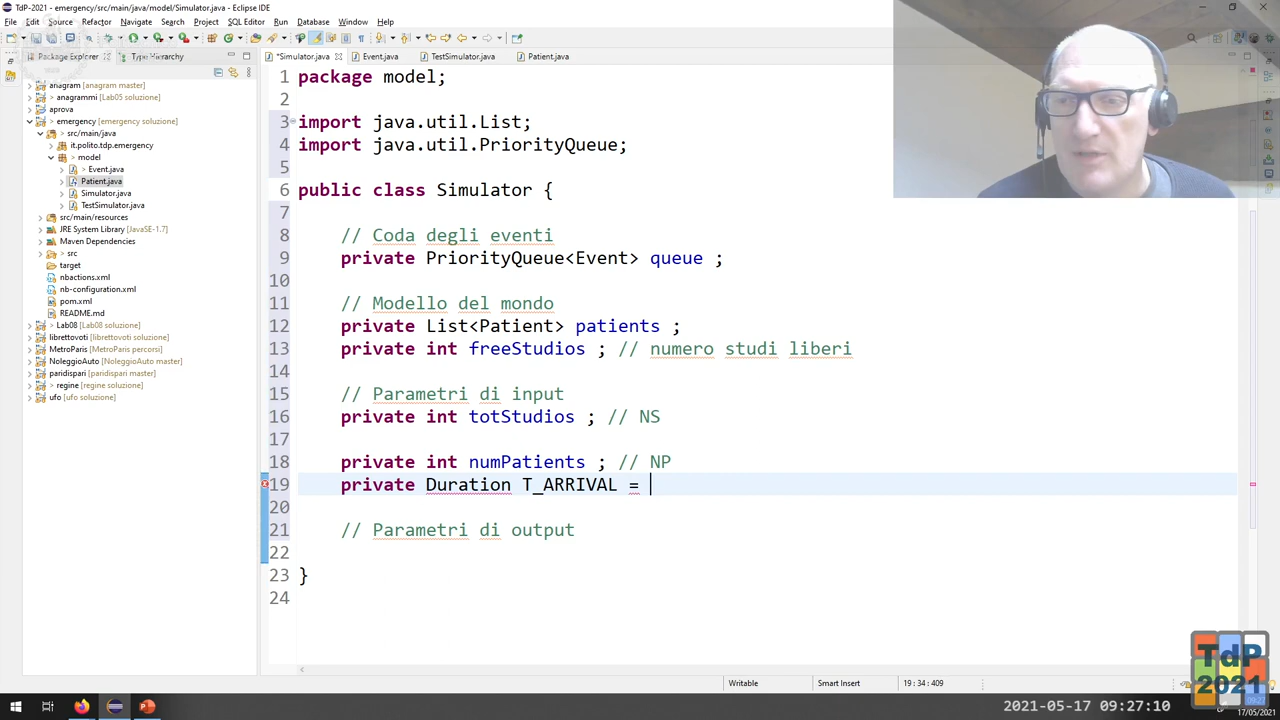 TdP-2021 - emergency/src/main/java/model/Simulator.java - Eclipse IDE
File Edit Source Refactor Navigate Search Project SQL Editor Run Database Window Help
Package Explorer Type Hierarchy
*Simulator.java Event.java TestSimulator.java Patient.java
anagram [anagram master]
> anagrammi [Lab05 soluzione]
aprova
> emergency [emergency soluzione]
> src/main/java
it.polito.tdp.emergency
> model
> Event.java
Patient.java
Simulator.java
TestSimulator.java
src/main/resources
JRE System Library [JavaSE-1.7]
Maven Dependencies
> src
target
nbactions.xml
nb-configuration.xml
pom.xml
README.md
> Lab08 [Lab08 soluzione]
librettovoti [librettovoti soluzione]
MetroParis [MetroParis percorsi]
NoleggioAuto [NoleggioAuto master]
paridispari [paridispari master]
> regine [regine soluzione]
ufo [ufo soluzione]
1 package model;
2
3 import java.util.List;
4 import java.util.PriorityQueue;
5
6 public class Simulator {
7
8 // Coda degli eventi
9 private PriorityQueue<Event> queue ;
10
11 // Modello del mondo
12 private List<Patient> patients ;
13 private int freeStudios ; // numero studi liberi
14
15 // Parametri di input
16 private int totStudios ; // NS
17
18 private int numPatients ; // NP
19 private Duration T_ARRIVAL =
20
21 // Parametri di output
22
23 }
24
Writable Smart Insert 19 : 34 : 409
TdP
2021
2021-05-17 09:27:10
09:27
17/05/2021